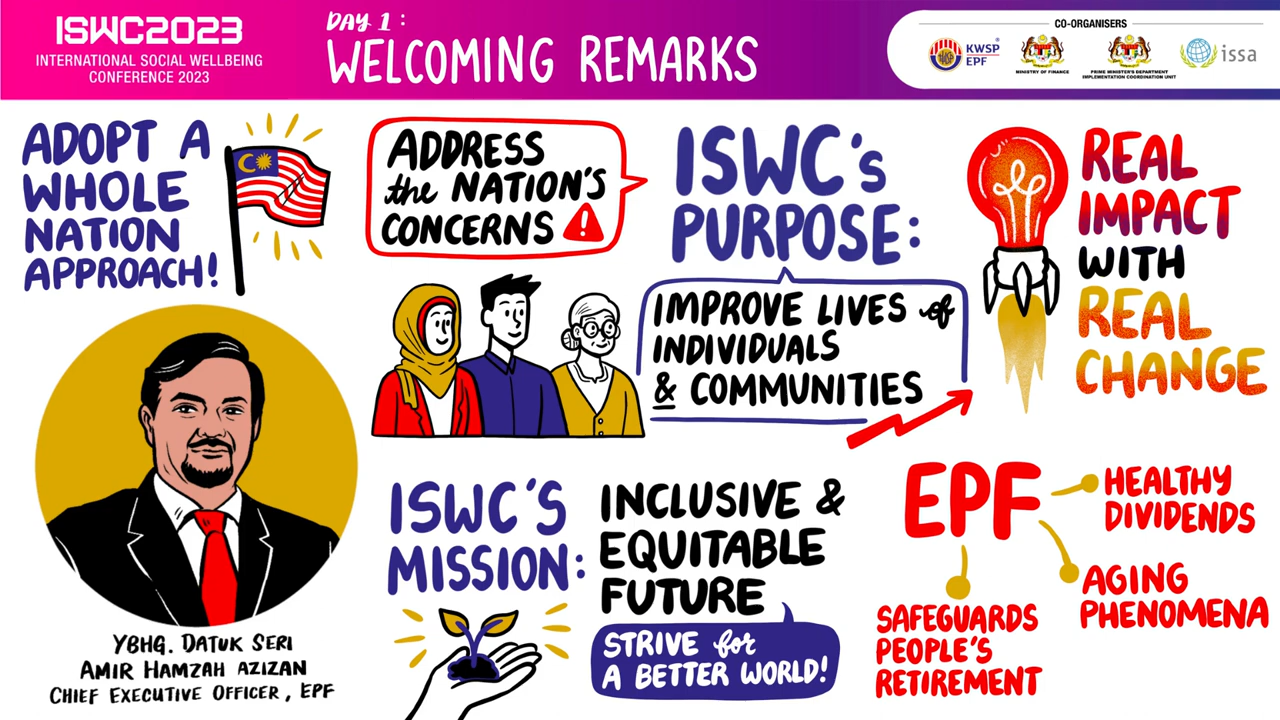 ISWC2023
INTERNATIONAL SOCIAL WELLBEING
CONFERENCE 2023
DAY 1:
WELCOMING REMARKS
CO-ORGANISERS
KWSP
EPF
MINISTRY OF FINANCE
PRIME MINISTER'S DEPARTMENT
IMPLEMENTATION COORDINATION UNIT
issa
ADOPT A
WHOLE
NATION
APPROACH!
ADDRESS
the NATION'S
CONCERNS
ISWC's
PURPOSE:
IMPROVE LIVES of
INDIVIDUALS
& COMMUNITIES
REAL
IMPACT
WITH
REAL
CHANGE
YBHG. DATUK SERI
AMIR HAMZAH AZIZAN
CHIEF EXECUTIVE OFFICER, EPF
ISWC'S
MISSION:
INCLUSIVE &
EQUITABLE
FUTURE
STRIVE for
A BETTER WORLD!
EPF
HEALTHY
DIVIDENDS
AGING
PHENOMENA
SAFEGUARDS
PEOPLE'S
RETIREMENT